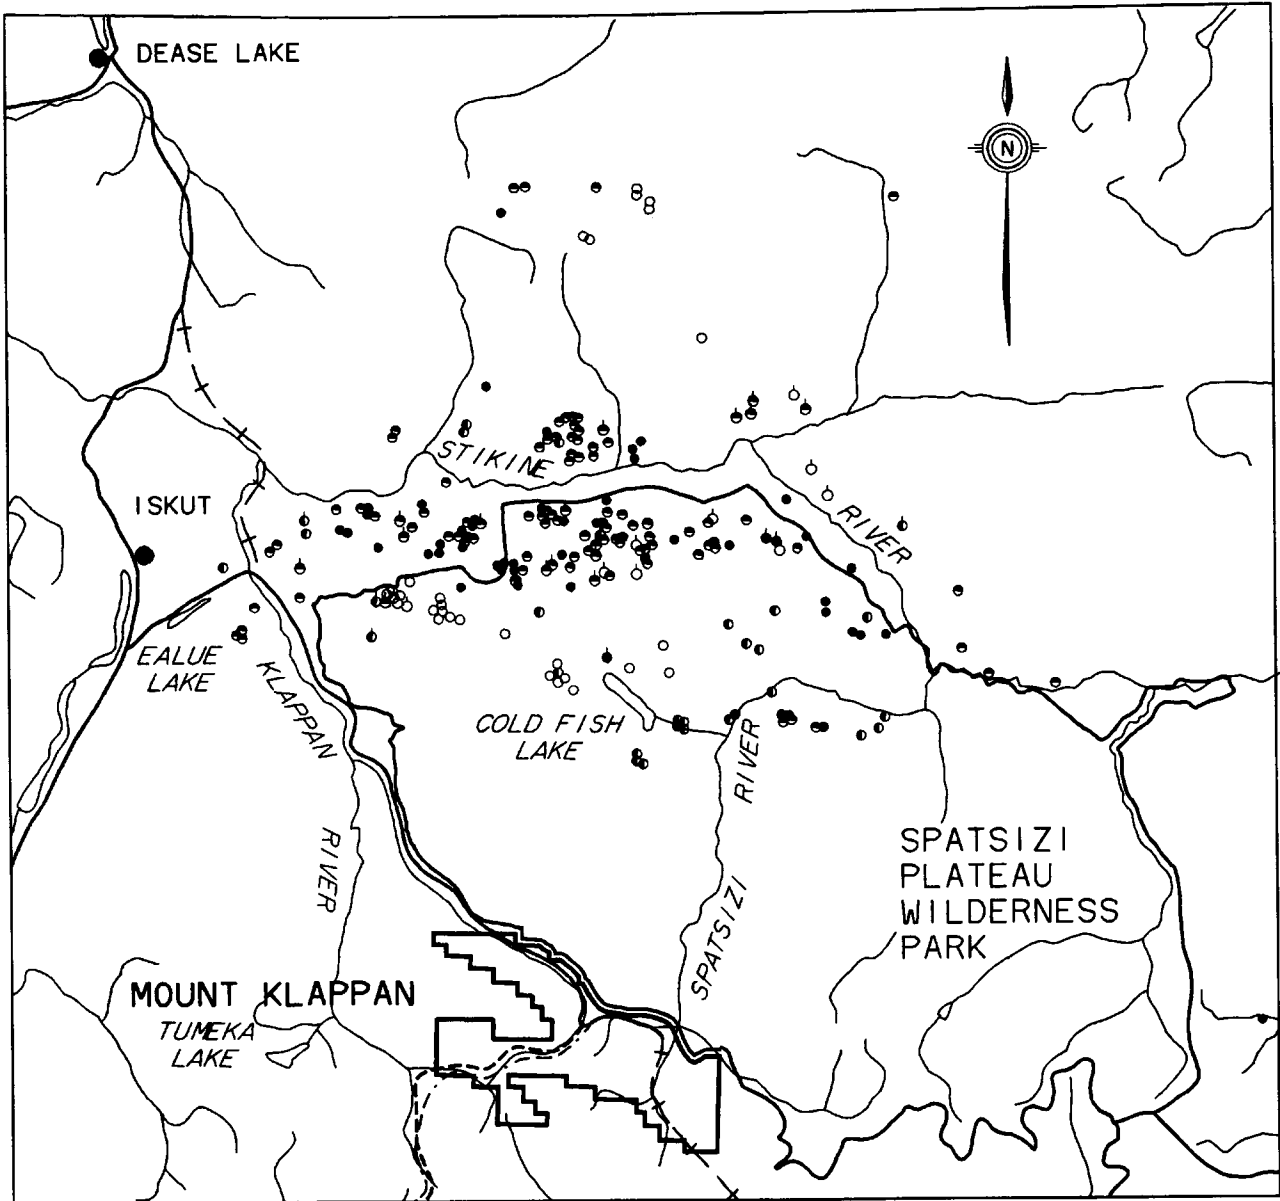 DEASE LAKE
N
STIKINE
RIVER
ISKUT
EALUE
LAKE
KLAPPAN
RIVER
COLD FISH
LAKE
RIVER
SPATSIZI
SPATSIZI
PLATEAU
WILDERNESS
PARK
MOUNT KLAPPAN
TUMEKA
LAKE